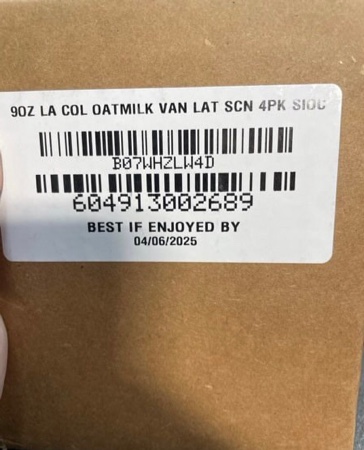 9OZ LA COL OATMILK VAN LAT SCN 4PK SIOC
B07WHZLW4D
604913002689
BEST IF ENJOYED BY
04/06/2025